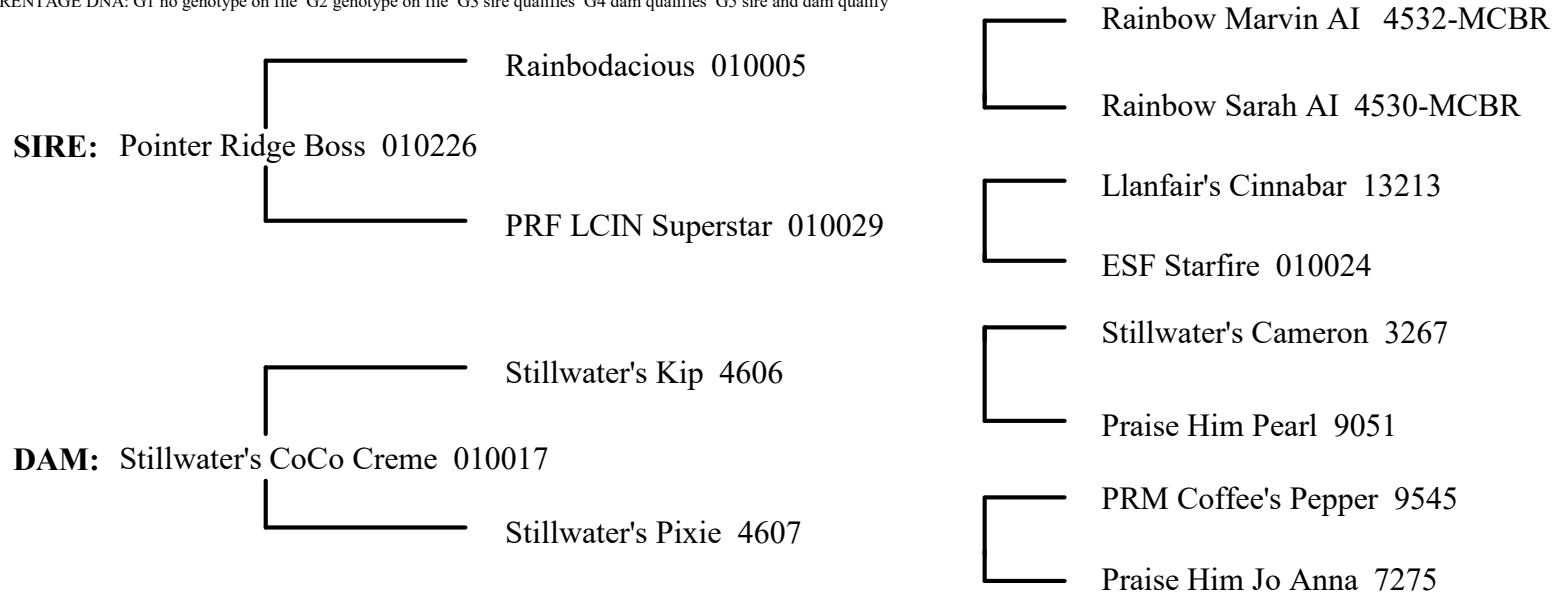 RENTAGE DNA: G1 no genotype on file G2 genotype on file G3 sire qualifies G4 dam qualifies G5 sire and dam qualify
Rainbow Marvin AI 4532-MCBR
Rainbodacious 010005
Rainbow Sarah AI 4530-MCBR
SIRE: Pointer Ridge Boss 010226
Llanfair's Cinnabar 13213
PRF LCIN Superstar 010029
ESF Starfire 010024
Stillwater's Cameron 3267
Stillwater's Kip 4606
Praise Him Pearl 9051
DAM: Stillwater's CoCo Creme 010017
PRM Coffee's Pepper 9545
Stillwater's Pixie 4607
Praise Him Jo Anna 7275